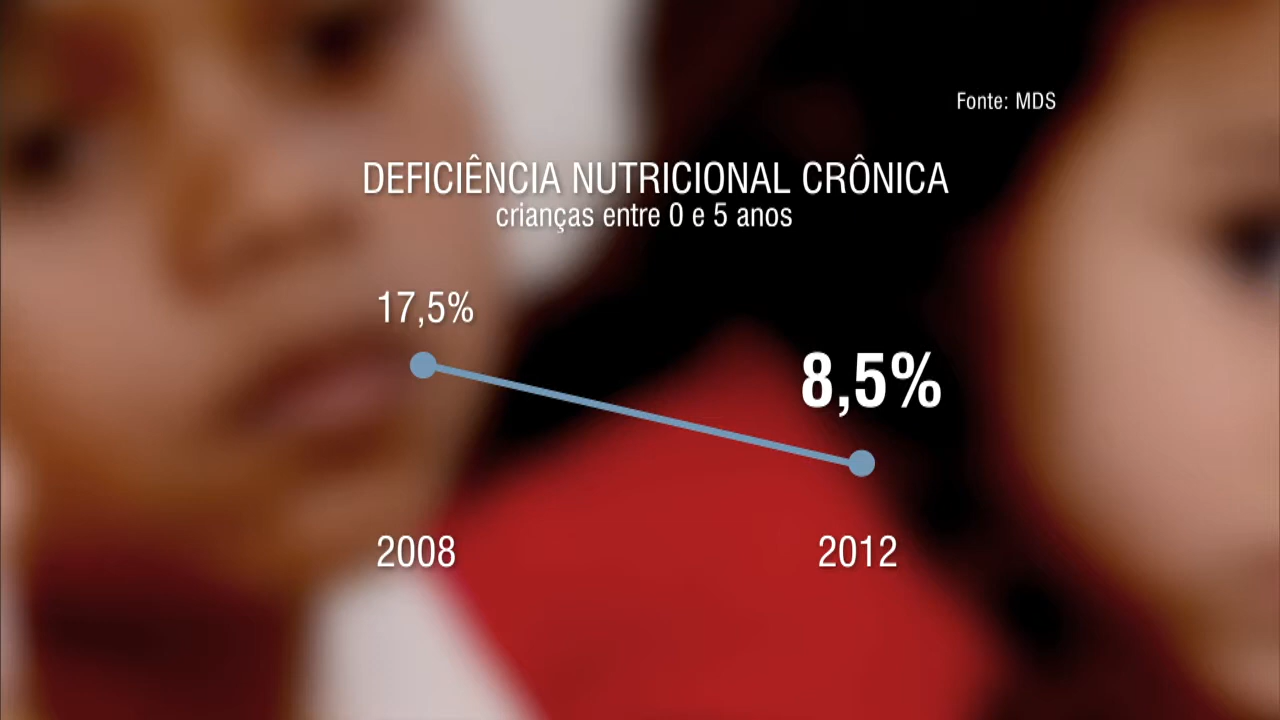 Fonte: MDS
DEFICIÊNCIA NUTRICIONAL CRÔNICA
crianças entre 0 e 5 anos
17,5%
8,5%
2008
2012